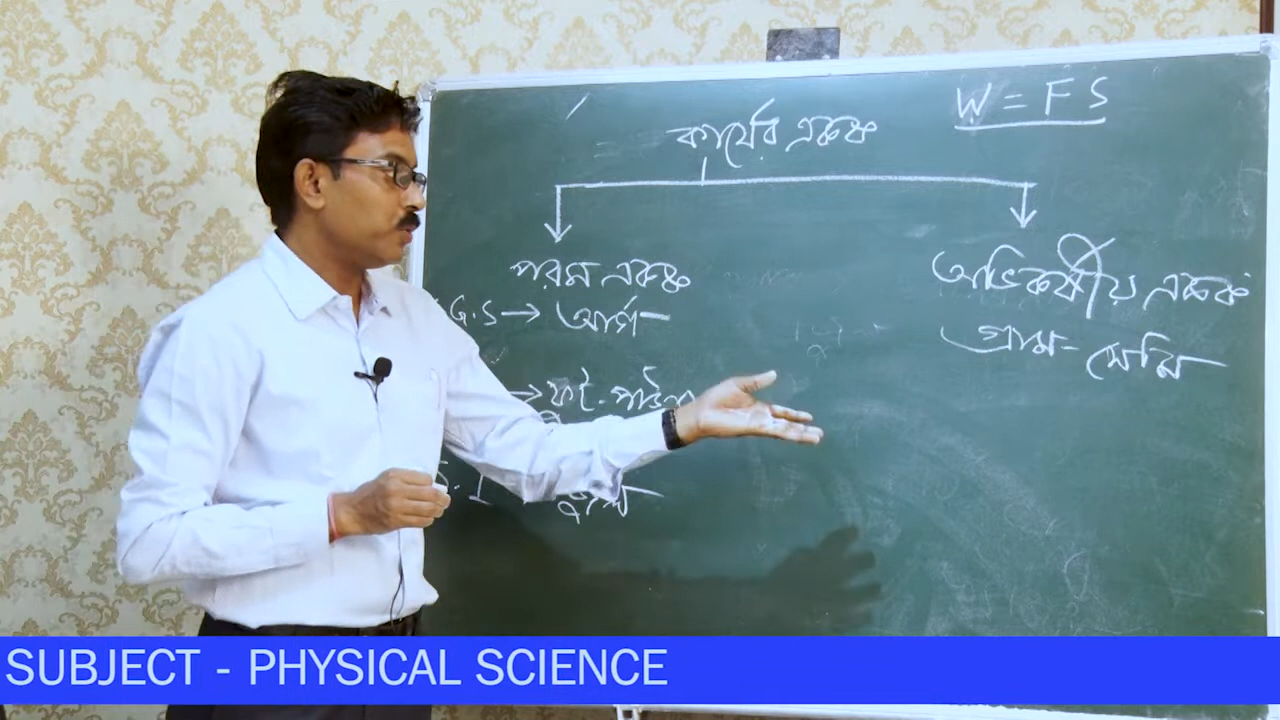 W = F S
কার্যের একক
পরম একক
অভিকর্ষীয় একক
G.S → আর্গ
গ্রাম - সেমি
→ ফুট-পাউন্ডাল
জুল
SUBJECT - PHYSICAL SCIENCE